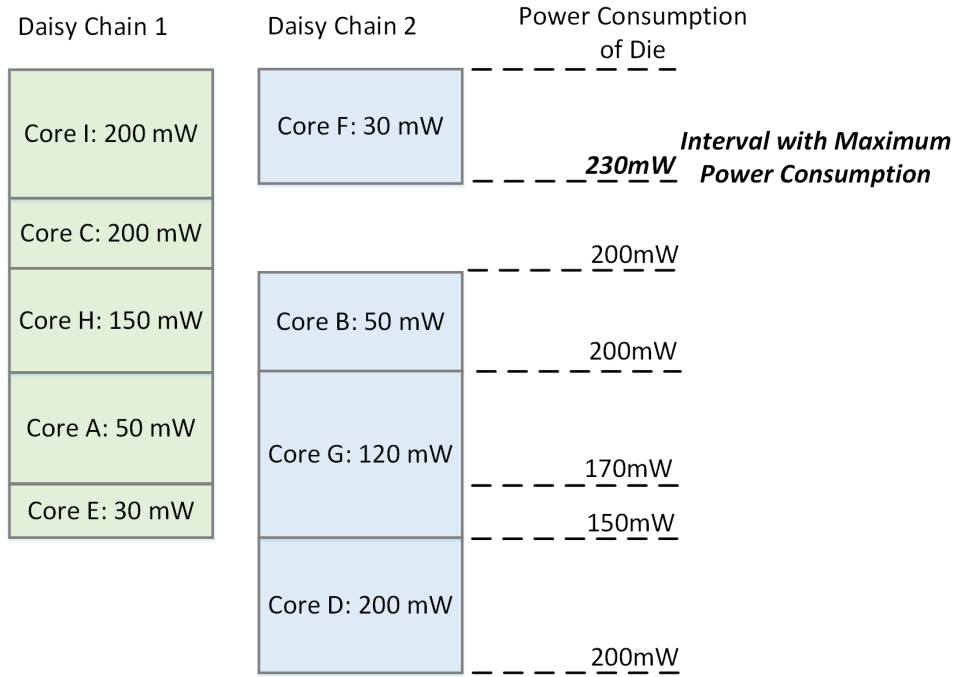 Daisy Chain 1
Daisy Chain 2
Power Consumption
of Die
Core I: 200 mW
Core F: 30 mW
230mW
Interval with Maximum
Power Consumption
Core C: 200 mW
200mW
Core H: 150 mW
Core B: 50 mW
200mW
Core A: 50 mW
Core G: 120 mW
170mW
Core E: 30 mW
150mW
Core D: 200 mW
200mW